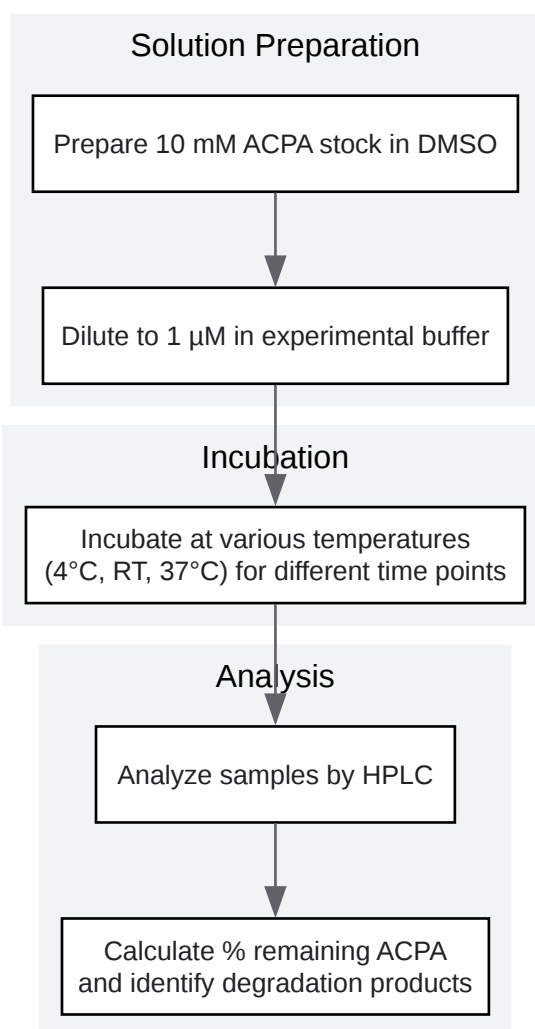 Solution Preparation
Prepare 10 mM ACPA stock in DMSO
Dilute to 1 µM in experimental buffer
Incubation
Incubate at various temperatures
(4°C, RT, 37°C) for different time points
Analysis
Analyze samples by HPLC
Calculate % remaining ACPA
and identify degradation products